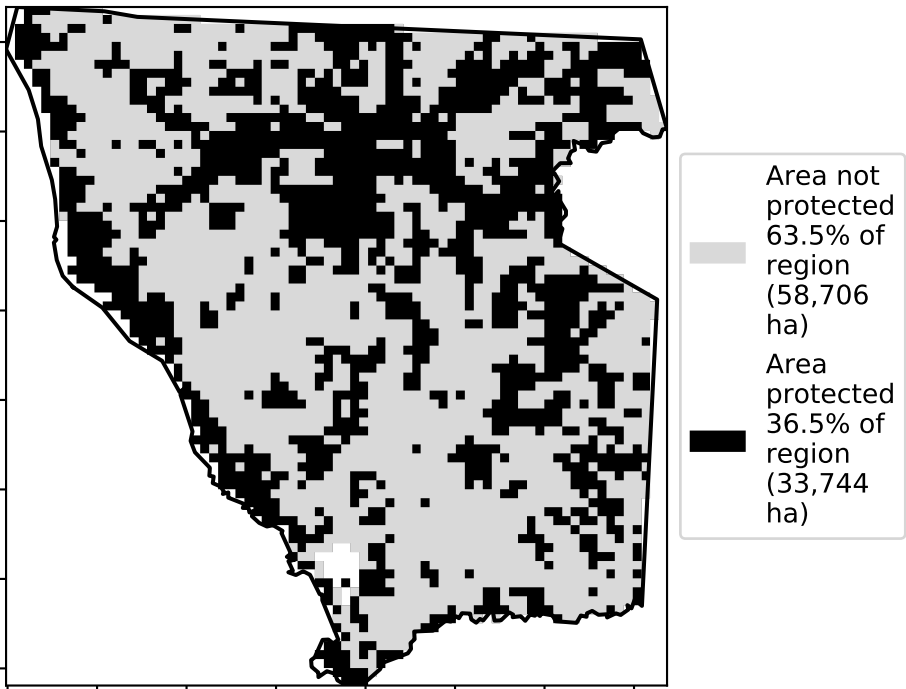 Area not
protected
63.5% of
region
(58,706
ha)
Area
protected
36.5% of
region
(33,744
ha)